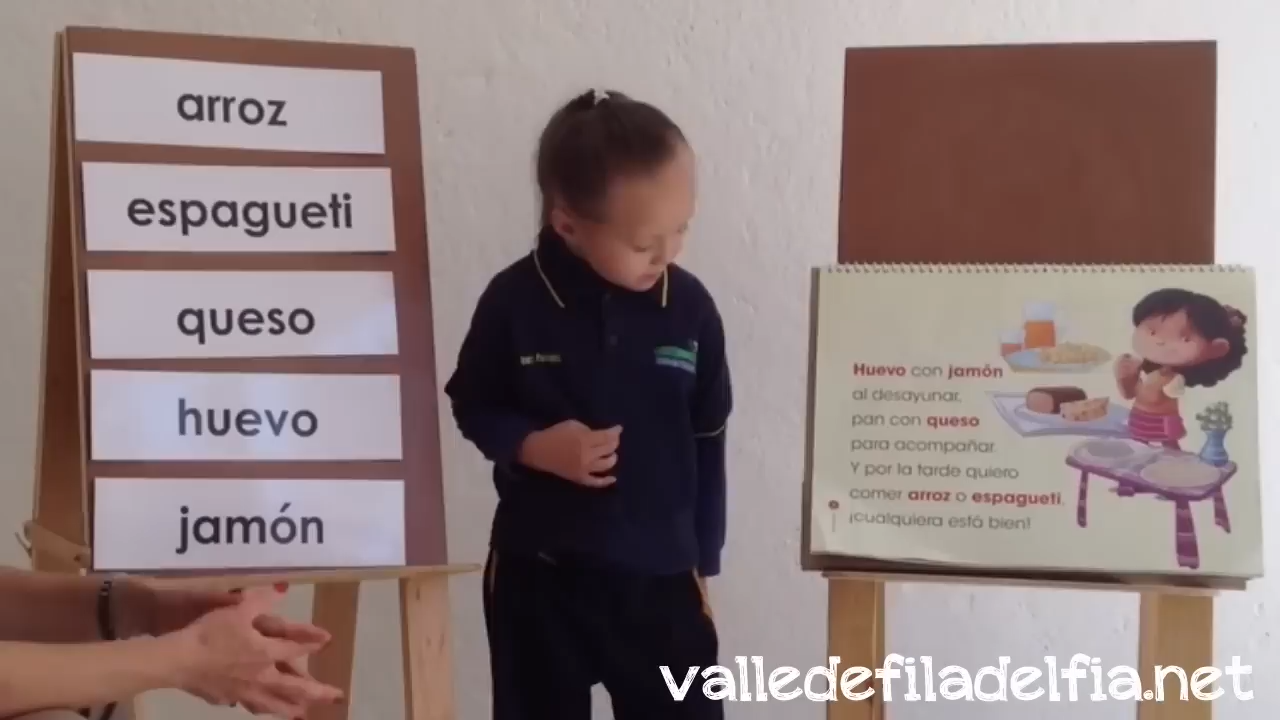 arroz
espagueti
queso
huevo
jamón
Huevo con jamón
al desayunar,
pan con queso
para acompañar.
Y por la tarde quiero
comer arroz o espagueti,
¡cualquiera está bien!
valledefiladelfia.net